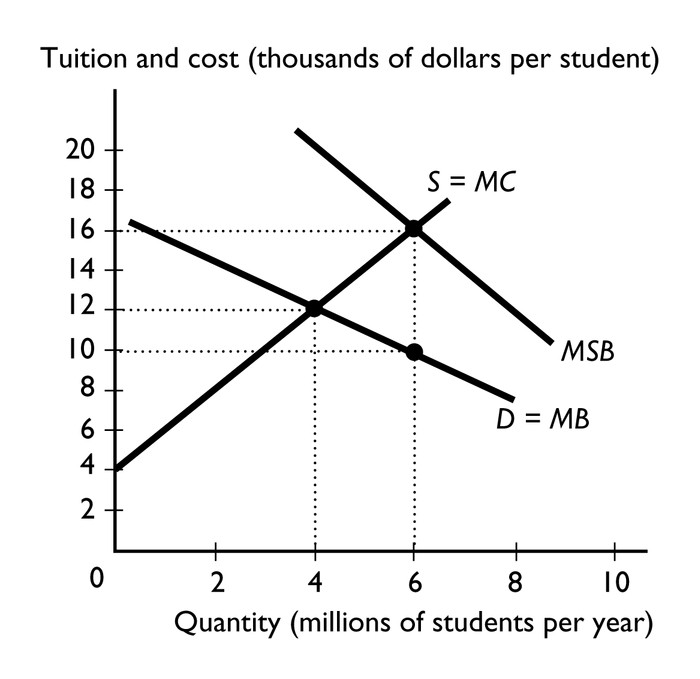 Tuition and cost (thousands of dollars per student)
20
18
S = MC
16
14
12
10
MSB
8
D = MB
6
4
2
0 2 4 6 8 10
Quantity (millions of students per year)